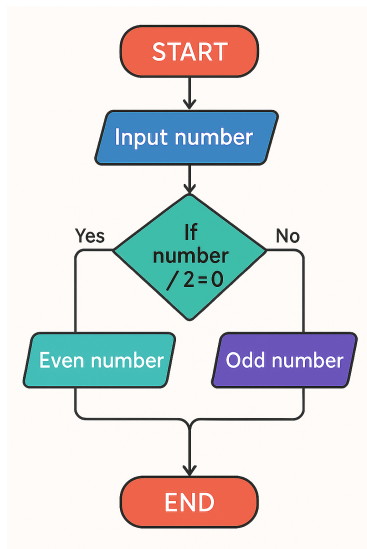 START
Input number
If
number
/ 2 = 0
Yes
No
Even number
Odd number
END